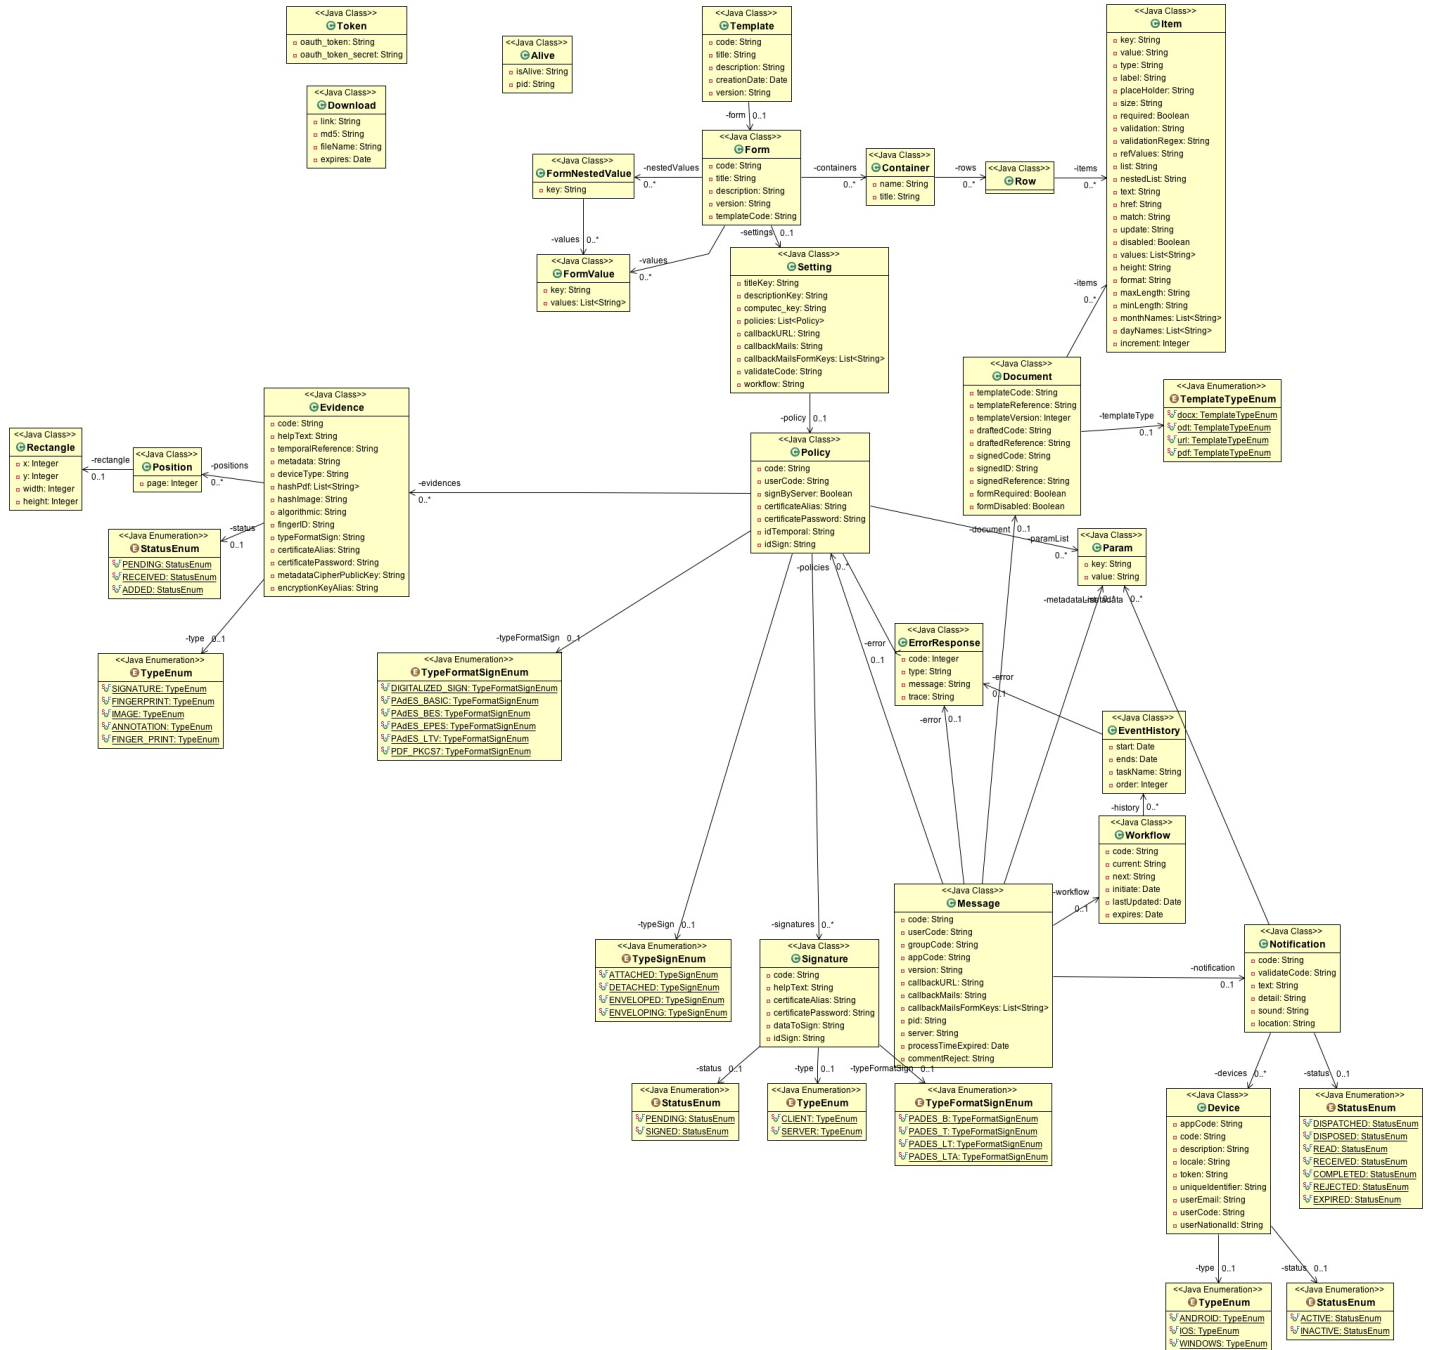 <<Java Class>>
Token
oauth_token: String
oauth_token_secret: String
<<Java Class>>
Download
link: String
md5: String
fileName: String
expires: Date
<<Java Class>>
Alive
isAlive: String
pid: String
<<Java Class>>
Template
code: String
title: String
description: String
creationDate: Date
version: String
-form 0..1
<<Java Class>>
Form
code: String
title: String
description: String
version: String
templateCode: String
-nestedValues
0..*
<<Java Class>>
FormNestedValue
key: String
-values 0..*
-values
0..*
<<Java Class>>
FormValue
key: String
values: List<String>
-containers
0..*
<<Java Class>>
Container
name: String
title: String
-rows
0..*
<<Java Class>>
Row
-items
0..*
<<Java Class>>
Item
key: String
value: String
type: String
label: String
placeHolder: String
size: String
required: Boolean
validation: String
validationRegex: String
refValues: String
list: String
nestedList: String
text: String
href: String
match: String
update: String
disabled: Boolean
values: List<String>
height: String
format: String
maxLength: String
minLength: String
monthNames: List<String>
dayNames: List<String>
increment: Integer
-settings 0..1
<<Java Class>>
Setting
titleKey: String
descriptionKey: String
computec_key: String
policies: List<Policy>
callbackURL: String
callbackMails: String
callbackMailsFormKeys: List<String>
validateCode: String
workflow: String
-items
0..*
<<Java Class>>
Document
templateCode: String
templateReference: String
templateVersion: Integer
draftedCode: String
draftedReference: String
signedCode: String
signedID: String
signedReference: String
formRequired: Boolean
formDisabled: Boolean
-templateType
0..1
<<Java Enumeration>>
TemplateTypeEnum
docx: TemplateTypeEnum
odt: TemplateTypeEnum
url: TemplateTypeEnum
pdf: TemplateTypeEnum
-policy 0..1
<<Java Class>>
Policy
code: String
userCode: String
signByServer: Boolean
certificateAlias: String
certificatePassword: String
idTemporal: String
idSign: String
-evidences
0..*
<<Java Class>>
Evidence
code: String
helpText: String
temporalReference: String
metadata: String
deviceType: String
hashPdf: List<String>
hashImage: String
algorithmic: String
fingerID: String
typeFormatSign: String
certificateAlias: String
certificatePassword: String
metadataCipherPublicKey: String
encryptionKeyAlias: String
-positions
0..*
<<Java Class>>
Position
page: Integer
-rectangle
0..1
<<Java Class>>
Rectangle
x: Integer
y: Integer
width: Integer
height: Integer
-status
0..1
<<Java Enumeration>>
StatusEnum
PENDING: StatusEnum
RECEIVED: StatusEnum
ADDED: StatusEnum
-type 0..1
<<Java Enumeration>>
TypeEnum
SIGNATURE: TypeEnum
FINGERPRINT: TypeEnum
IMAGE: TypeEnum
ANNOTATION: TypeEnum
FINGER_PRINT: TypeEnum
-typeFormatSign 0..1
<<Java Enumeration>>
TypeFormatSignEnum
DIGITALIZED_SIGN: TypeFormatSignEnum
PAdES_BASIC: TypeFormatSignEnum
PAdES_BES: TypeFormatSignEnum
PAdES_EPES: TypeFormatSignEnum
PAdES_LTV: TypeFormatSignEnum
PDF_PKCS7: TypeFormatSignEnum
-document 0..1
-paramList
0..*
<<Java Class>>
Param
key: String
value: String
-metadata 0..*
-policies 0..*
-error
0..1
<<Java Class>>
ErrorResponse
code: Integer
type: String
message: String
trace: String
-error
0..1
-error 0..1
<<Java Class>>
EventHistory
start: Date
ends: Date
taskName: String
order: Integer
-history 0..*
<<Java Class>>
Workflow
code: String
current: String
next: String
initiate: Date
lastUpdated: Date
expires: Date
-workflow
0..1
<<Java Class>>
Message
code: String
userCode: String
groupCode: String
appCode: String
version: String
callbackURL: String
callbackMails: String
callbackMailsFormKeys: List<String>
pid: String
server: String
processTimeExpired: Date
commentReject: String
-notification
0..1
<<Java Class>>
Notification
code: String
validateCode: String
text: String
detail: String
sound: String
location: String
-typeSign 0..1
<<Java Enumeration>>
TypeSignEnum
ATTACHED: TypeSignEnum
DETACHED: TypeSignEnum
ENVELOPED: TypeSignEnum
ENVELOPING: TypeSignEnum
-signatures 0..*
<<Java Class>>
Signature
code: String
helpText: String
certificateAlias: String
certificatePassword: String
dataToSign: String
idSign: String
-status 0..1
<<Java Enumeration>>
StatusEnum
PENDING: StatusEnum
SIGNED: StatusEnum
-type 0..1
<<Java Enumeration>>
TypeEnum
CLIENT: TypeEnum
SERVER: TypeEnum
-typeFormatSign 0..1
<<Java Enumeration>>
TypeFormatSignEnum
PADES_B: TypeFormatSignEnum
PADES_T: TypeFormatSignEnum
PADES_LT: TypeFormatSignEnum
PADES_LTA: TypeFormatSignEnum
-devices 0..*
<<Java Class>>
Device
appCode: String
code: String
description: String
locale: String
token: String
uniqueIdentifier: String
userEmail: String
userCode: String
userNationalId: String
-status 0..1
<<Java Enumeration>>
StatusEnum
DISPATCHED: StatusEnum
DISPOSED: StatusEnum
READ: StatusEnum
RECEIVED: StatusEnum
COMPLETED: StatusEnum
REJECTED: StatusEnum
EXPIRED: StatusEnum
-type 0..1
<<Java Enumeration>>
TypeEnum
ANDROID: TypeEnum
IOS: TypeEnum
WINDOWS: TypeEnum
-status 0..1
<<Java Enumeration>>
StatusEnum
ACTIVE: StatusEnum
INACTIVE: StatusEnum